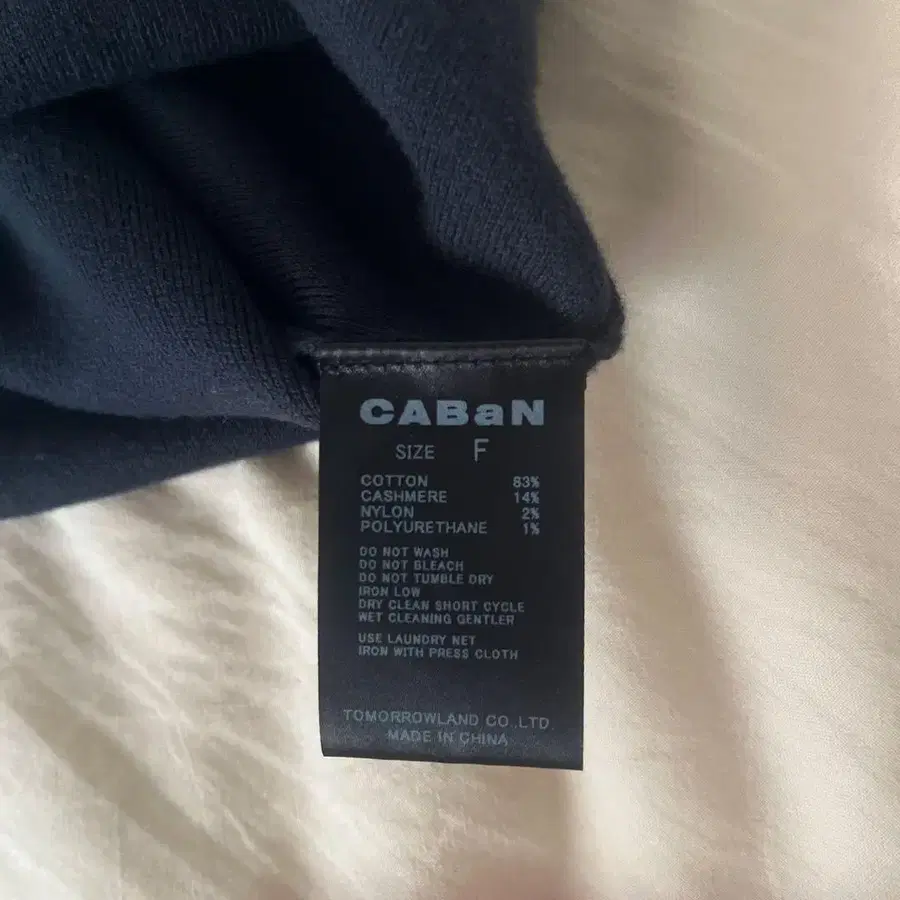 CABaN
SIZE F
COTTON 83%
CASHMERE 14%
NYLON 2%
POLYURETHANE 1%
DO NOT WASH
DO NOT BLEACH
DO NOT TUMBLE DRY
IRON LOW
DRY CLEAN SHORT CYCLE
WET CLEANING GENTLER
USE LAUNDRY NET
IRON WITH PRESS CLOTH
TOMORROWLAND CO.,LTD.
MADE IN CHINA